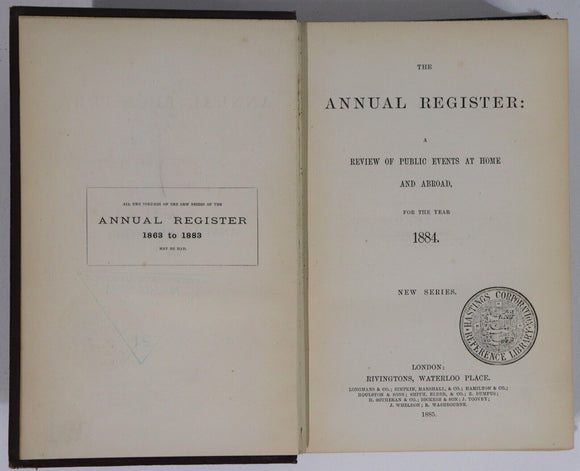 ALL THE VOLUMES OF THE NEW SERIES OF THE
ANNUAL REGISTER
1863 to 1883
MAY BE HAD.
THE
ANNUAL REGISTER:
A
REVIEW OF PUBLIC EVENTS AT HOME
AND ABROAD,
FOR THE YEAR
1884.
NEW SERIES.
HASTINGS CORPORATION
REFERENCE LIBRARY
LONDON:
RIVINGTONS, WATERLOO PLACE.
LONGMANS & CO.; SIMPKIN, MARSHALL, & CO.; HAMILTON & CO.;
HOULSTON & SONS; SMITH, ELDER, & CO.; E. BUMPUS;
H. SOTHERAN & CO.; BICKERS & SON; J. TOOVEY;
J. WHELDON; R. WASHBOURNE.
1885.